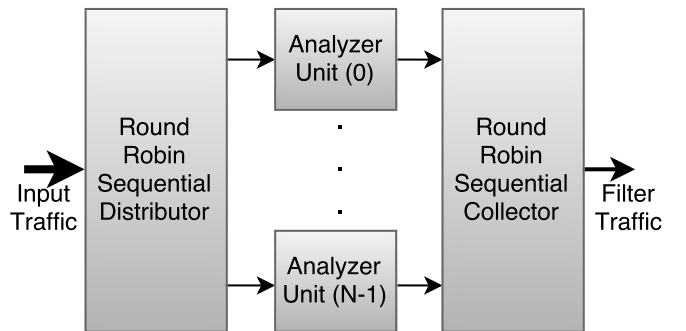 Input
Traffic
Round
Robin
Sequential
Distributor
Analyzer
Unit (0)
Analyzer
Unit (N-1)
Round
Robin
Sequential
Collector
Filter
Traffic